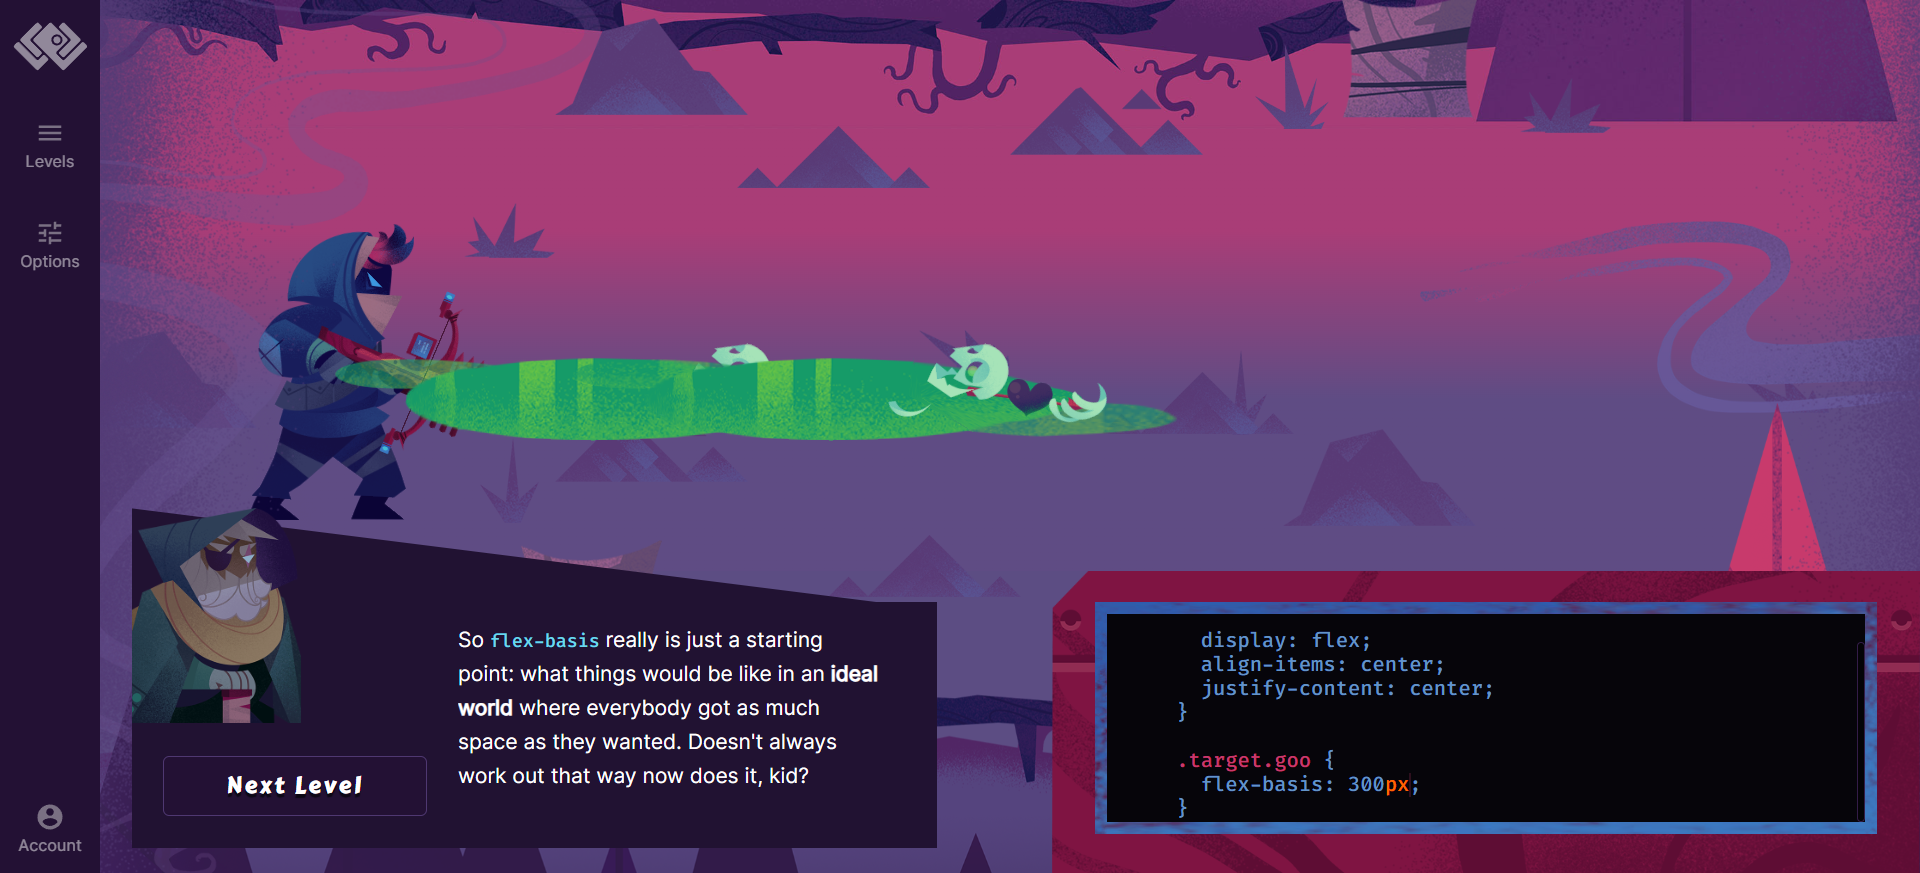 Levels
Options
Account
So flex-basis really is just a starting
point: what things would be like in an ideal
world where everybody got as much
space as they wanted. Doesn't always
work out that way now does it, kid?
Next Level
display: flex;
align-items: center;
justify-content: center;
}
.target.goo {
flex-basis: 300px;
}